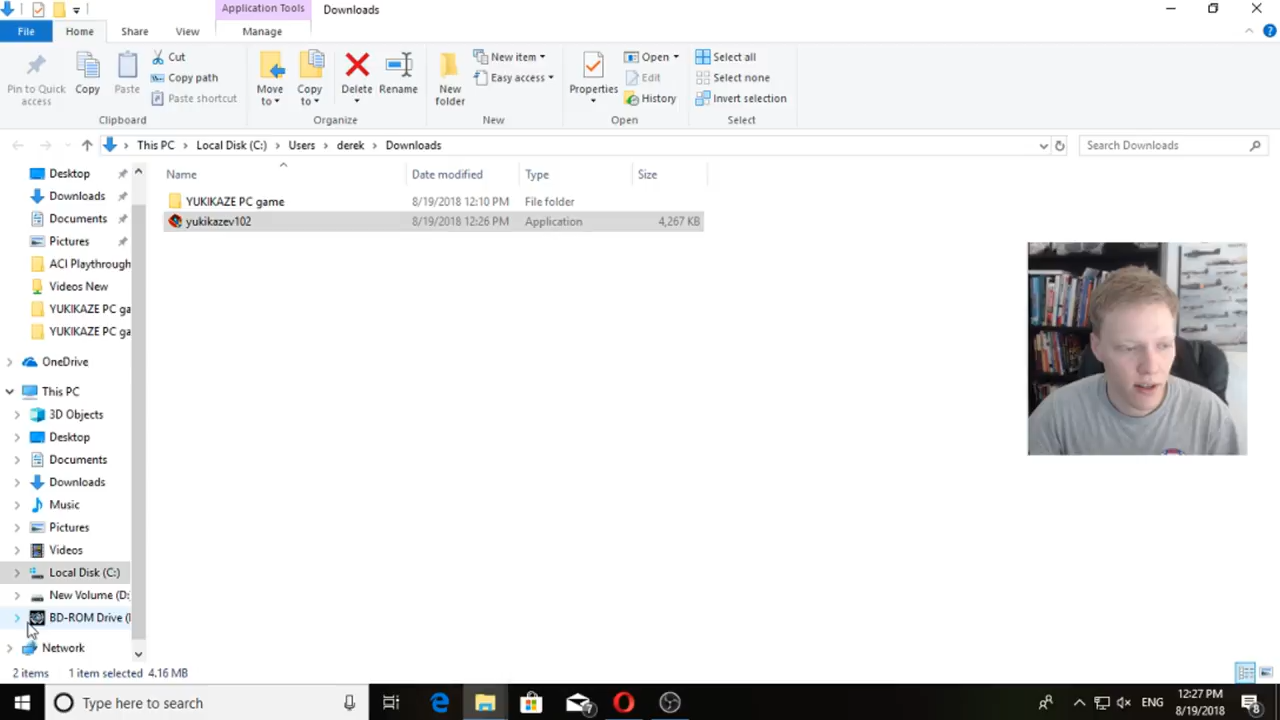 Application Tools
Downloads
File
Home
Share
View
Manage
Pin to Quick access
Copy
Paste
Cut
Copy path
Paste shortcut
Clipboard
Move to
Copy to
Delete
Rename
Organize
New folder
New item
Easy access
New
Properties
Open
Edit
History
Open
Select all
Select none
Invert selection
Select
This PC
Local Disk (C:)
Users
derek
Downloads
Search Downloads
Name
Date modified
Type
Size
YUKIKAZE PC game
8/19/2018 12:10 PM
File folder
yukikazev102
8/19/2018 12:26 PM
Application
4,267 KB
Desktop
Downloads
Documents
Pictures
ACI Playthrough
Videos New
YUKIKAZE PC ga
YUKIKAZE PC ga
OneDrive
This PC
3D Objects
Desktop
Documents
Downloads
Music
Pictures
Videos
Local Disk (C:)
New Volume (D:
BD-ROM Drive (
Network
2 items
1 item selected 4.16 MB
Type here to search
7
ENG
12:27 PM
8/19/2018
8